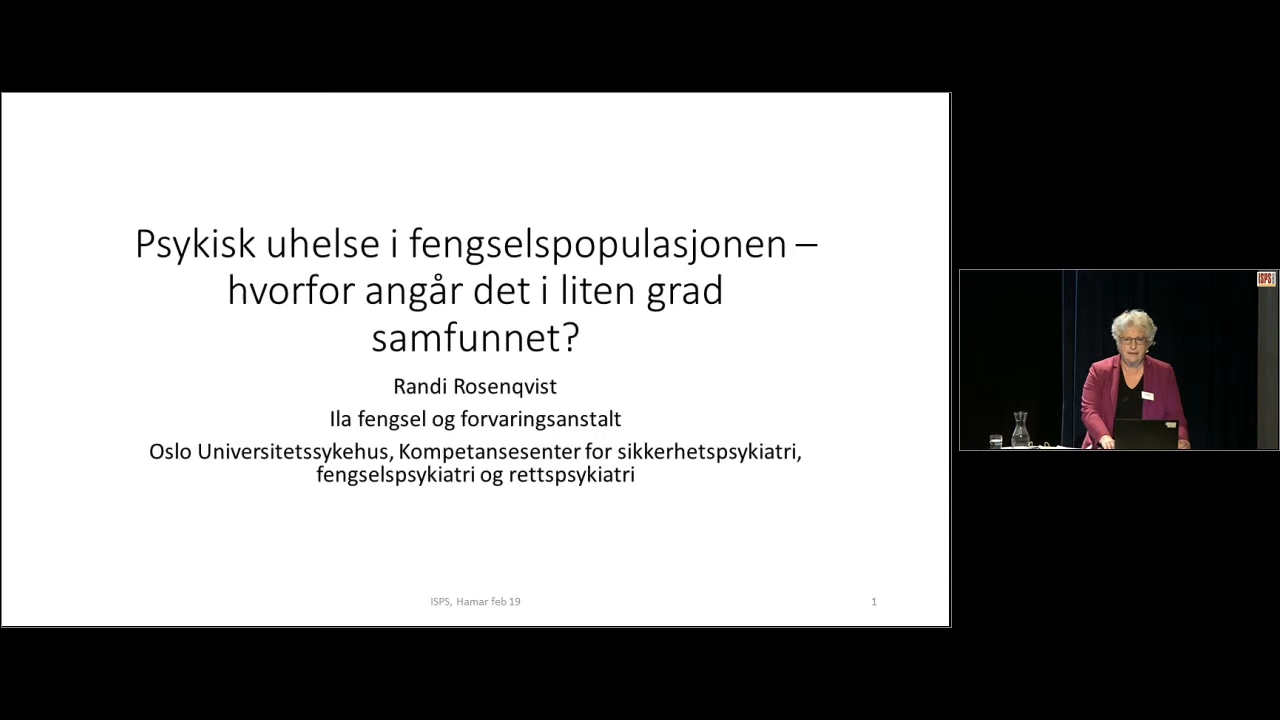 Psykisk uhelse i fengselspopulasjonen –
hvorfor angår det i liten grad
samfunnet?
Randi Rosenqvist
Ila fengsel og forvaringsanstalt
Oslo Universitetssykehus, Kompetansesenter for sikkerhetspsykiatri,
fengselspsykiatri og rettspsykiatri
ISPS, Hamar feb 19
1
ISPS